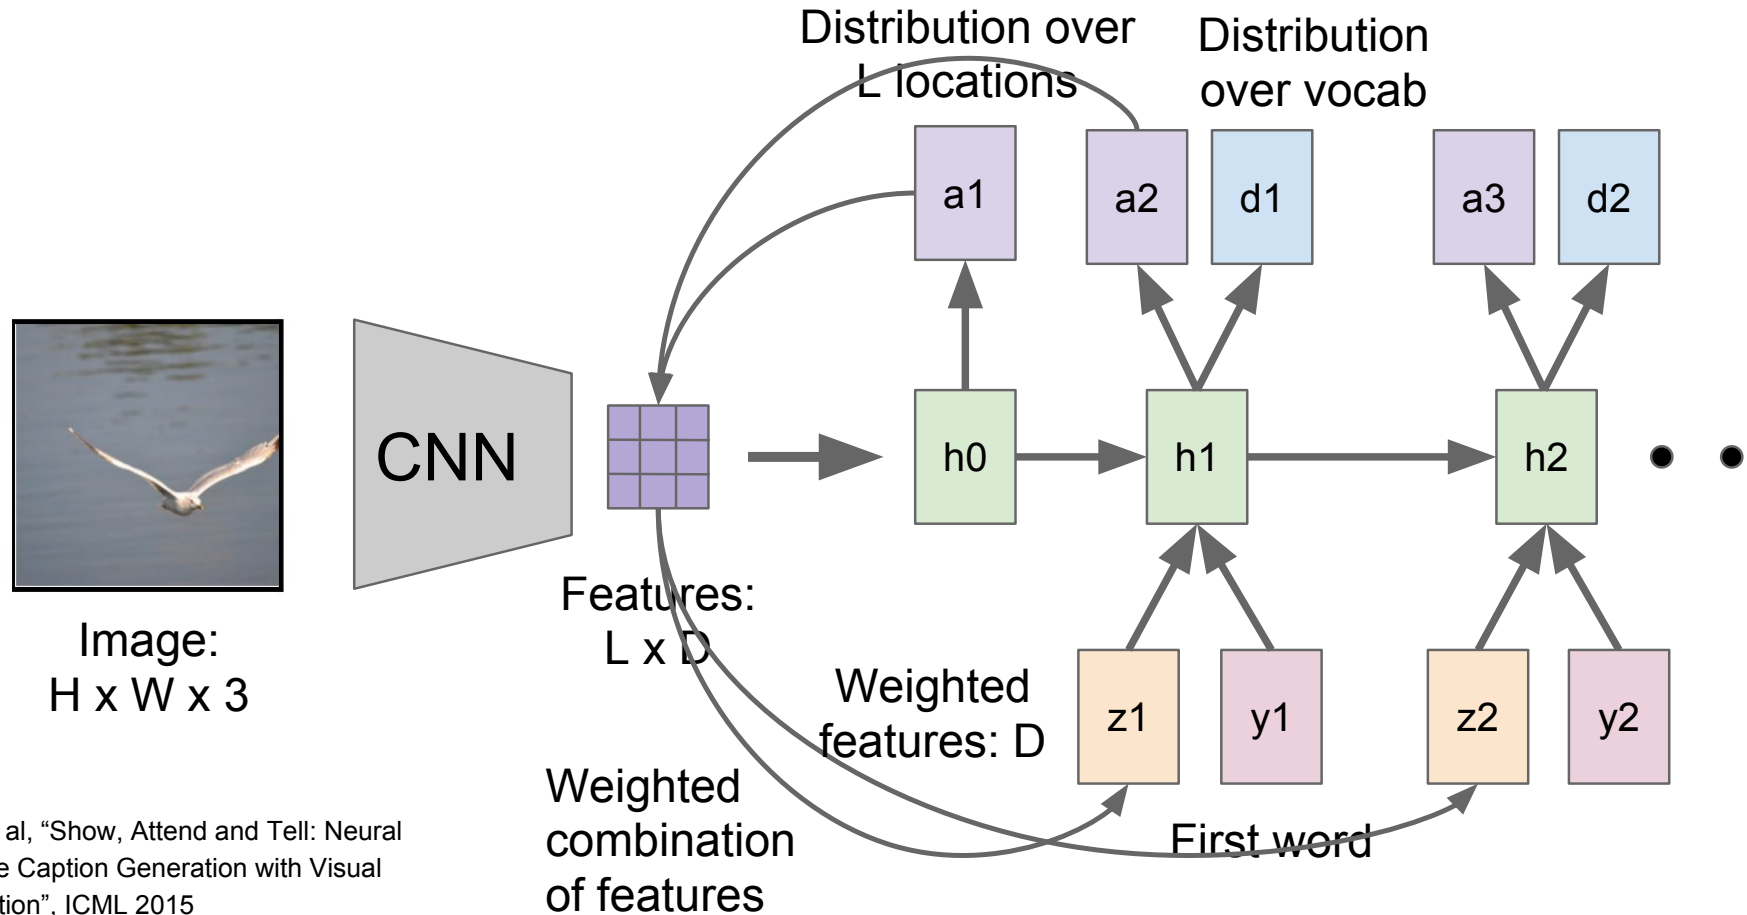 Distribution over
L locations
Distribution
over vocab
a1
a2
d1
a3
d2
CNN
h0
h1
h2
Image:
H x W x 3
Features:
L x D
Weighted
features: D
z1
y1
z2
y2
Weighted
combination
of features
First word
al, “Show, Attend and Tell: Neural
e Caption Generation with Visual
tion”, ICML 2015